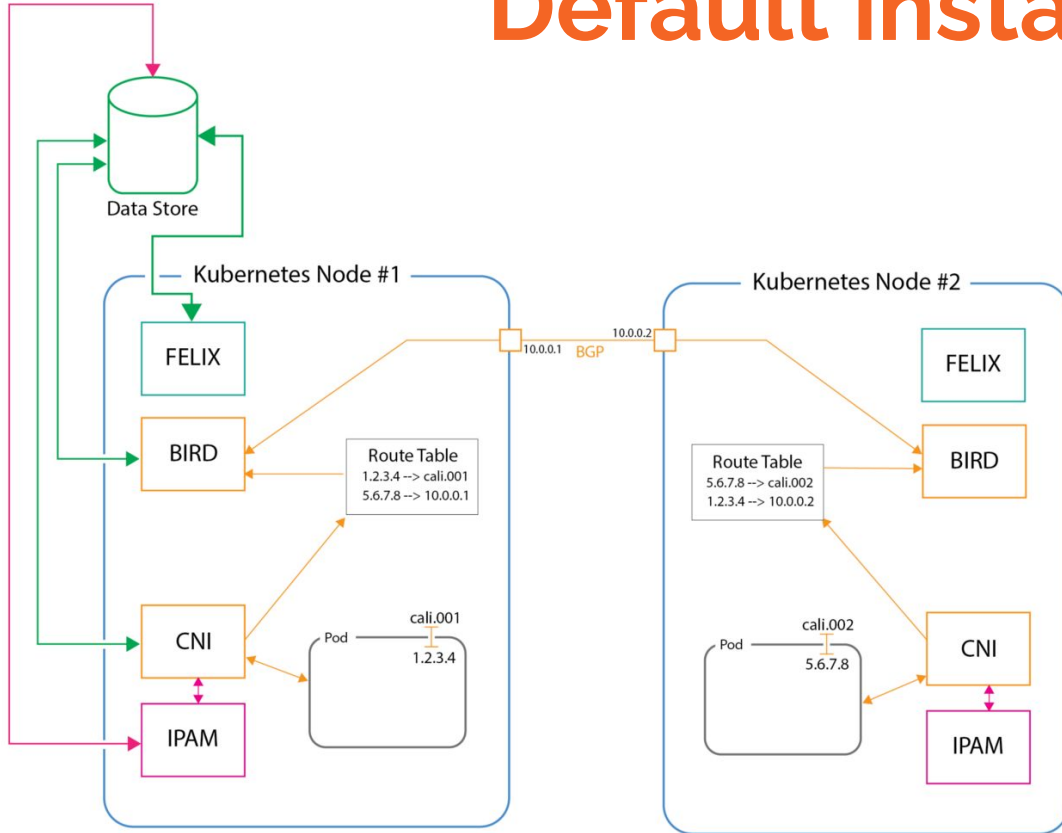 Default Insta
Data Store
Kubernetes Node #1
FELIX
BIRD
Route Table
1.2.3.4 --> cali.001
5.6.7.8 --> 10.0.0.1
CNI
Pod
cali.001
1.2.3.4
IPAM
10.0.0.1
BGP
10.0.0.2
Kubernetes Node #2
FELIX
BIRD
Route Table
5.6.7.8 --> cali.002
1.2.3.4 --> 10.0.0.2
Pod
cali.002
5.6.7.8
CNI
IPAM